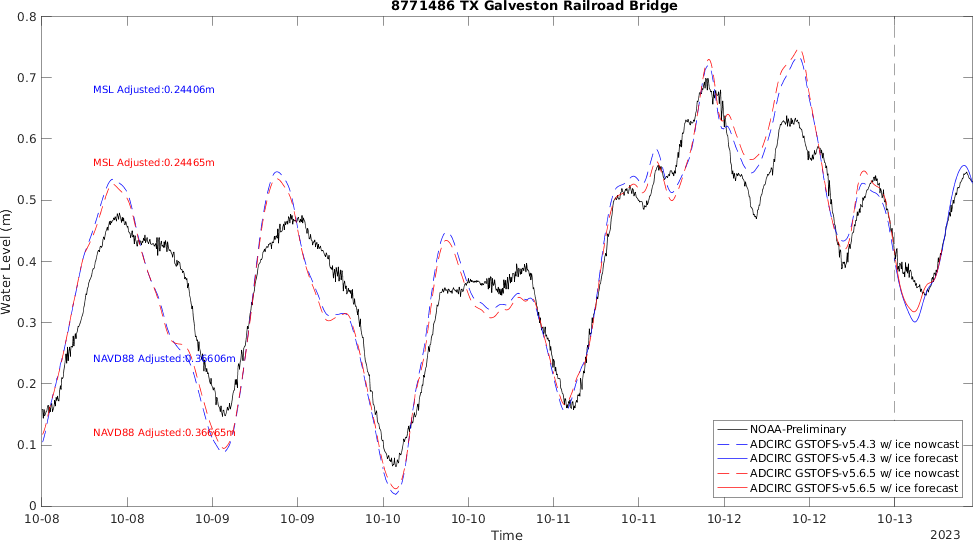 8771486 TX Galveston Railroad Bridge
0.8
0.7
0.6
0.5
0.4
0.3
0.2
0.1
0
Water Level (m)
MSL Adjusted:0.24406m
MSL Adjusted:0.24465m
NAVD88 Adjusted:0.36606m
NAVD88 Adjusted:0.36665m
NOAA-Preliminary
ADCIRC GSTOFS-v5.4.3 w/ ice nowcast
ADCIRC GSTOFS-v5.4.3 w/ ice forecast
ADCIRC GSTOFS-v5.6.5 w/ ice nowcast
ADCIRC GSTOFS-v5.6.5 w/ ice forecast
10-08 10-08 10-09 10-09 10-10 10-10 10-11 10-11 10-12 10-12 10-13
Time
2023